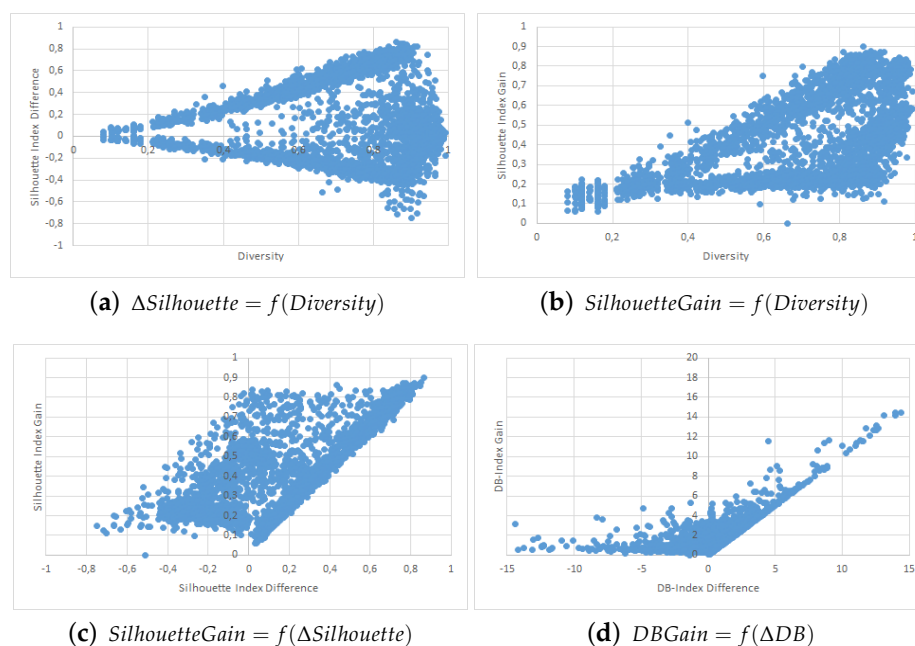 1
0,8
0,6
0,4
0,2
0
-0,2
-0,4
-0,6
-0,8
-1
0 0,2 0,4 0,6 0,8 1
Silhouette Index Difference
Diversity
1
0,9
0,8
0,7
0,6
0,5
0,4
0,3
0,2
0,1
0
0 0,2 0,4 0,6 0,8 1
Silhouette Index Gain
Diversity
(a) ΔSilhouette = f(Diversity)
(b) SilhouetteGain = f(Diversity)
1
0,9
0,8
0,7
0,6
0,5
0,4
0,3
0,2
0,1
0
-1 -0,8 -0,6 -0,4 -0,2 0 0,2 0,4 0,6 0,8 1
Silhouette Index Gain
Silhouette Index Difference
20
18
16
14
12
10
8
6
4
2
0
-15 -10 -5 0 5 10 15
DB-Index Gain
DB-Index Difference
(c) SilhouetteGain = f(ΔSilhouette)
(d) DBGain = f(ΔDB)